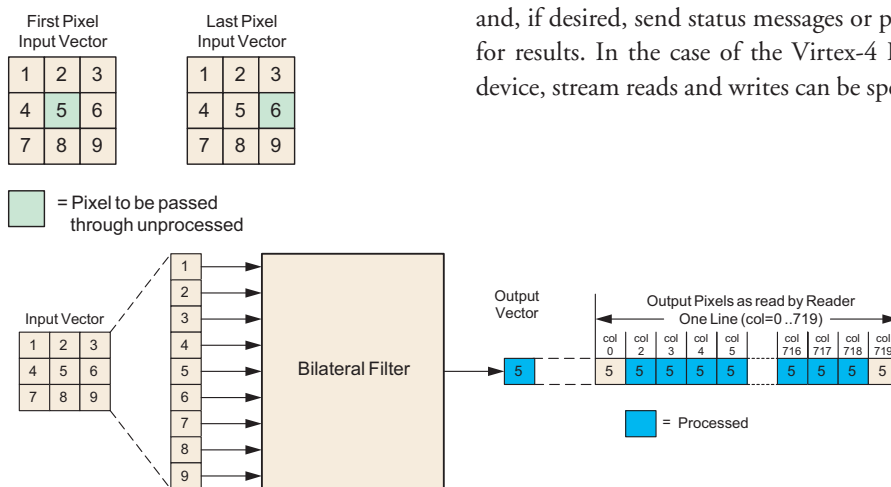 First Pixel
Input Vector
1 2 3
4 5 6
7 8 9
Last Pixel
Input Vector
1 2 3
4 5 6
7 8 9
= Pixel to be passed
through unprocessed
and, if desired, send status messages or
for results. In the case of the Virtex-4
device, stream reads and writes can be
Input Vector
1 2 3
4 5 6
7 8 9
1
2
3
4
5
6
7
8
9
Bilateral Filter
Output
Vector
5
Output Pixels as read by Reader
One Line (col=0 ..719)
col 0 col 2 col 3 col 4 col 5 col 716 col 717 col 718 col 719
5 5 5 5 5 5 5 5 5
= Processed